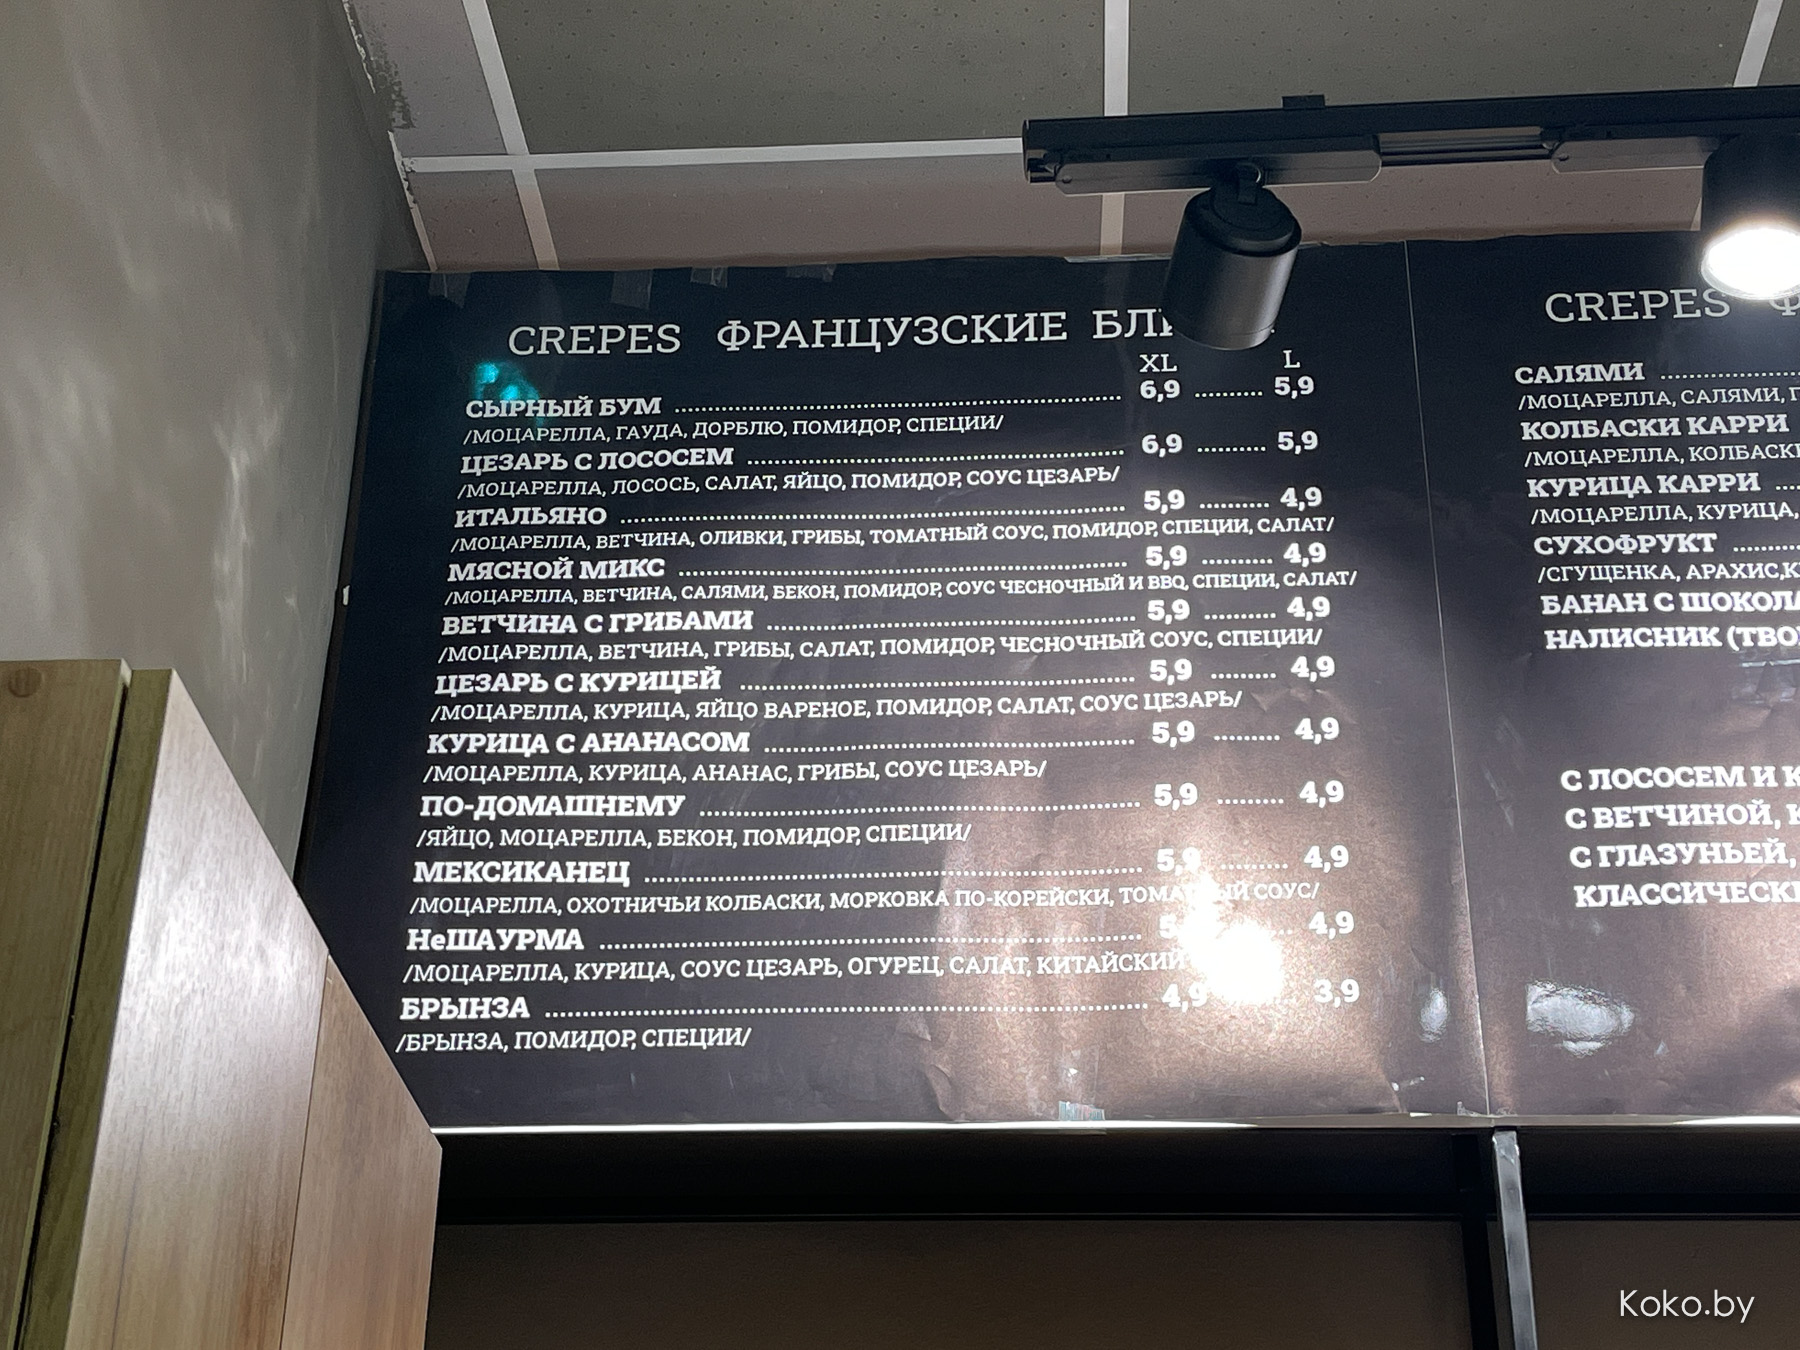 CREPES ФРАНЦУЗСКИЕ
XL L
СЫРНЫЙ БУМ 6,9 5,9
/МОЦАРЕЛЛА, ГАУДА, ДОРБЛЮ, ПОМИДОР, СПЕЦИИ/
ЦЕЗАРЬ С ЛОСОСЕМ 6,9 5,9
/МОЦАРЕЛЛА, ЛОСОСЬ, САЛАТ, ЯЙЦО, ПОМИДОР, СОУС ЦЕЗАРЬ/
ИТАЛЬЯНО 5,9 4,9
/МОЦАРЕЛЛА, ВЕТЧИНА, ОЛИВКИ, ГРИБЫ, ТОМАТНЫЙ СОУС, ПОМИДОР, СПЕЦИИ, САЛАТ/
МЯСНОЙ МИКС 5,9 4,9
/МОЦАРЕЛЛА, ВЕТЧИНА, САЛЯМИ, БЕКОН, ПОМИДОР, СОУС ЧЕСНОЧНЫЙ И BBQ, СПЕЦИИ, САЛАТ/
ВЕТЧИНА С ГРИБАМИ 5,9 4,9
/МОЦАРЕЛЛА, ВЕТЧИНА, ГРИБЫ, САЛАТ, ПОМИДОР, ЧЕСНОЧНЫЙ СОУС, СПЕЦИИ/
ЦЕЗАРЬ С КУРИЦЕЙ 5,9 4,9
/МОЦАРЕЛЛА, КУРИЦА, ЯЙЦО ВАРЕНОЕ, ПОМИДОР, САЛАТ, СОУС ЦЕЗАРЬ/
КУРИЦА С АНАНАСОМ 5,9 4,9
/МОЦАРЕЛЛА, КУРИЦА, АНАНАС, ГРИБЫ, СОУС ЦЕЗАРЬ/
ПО-ДОМАШНЕМУ 5,9 4,9
/ЯЙЦО, МОЦАРЕЛЛА, БЕКОН, ПОМИДОР, СПЕЦИИ/
МЕКСИКАНЕЦ 5,9 4,9
/МОЦАРЕЛЛА, ОХОТНИЧЬИ КОЛБАСКИ, МОРКОВКА ПО-КОРЕЙСКИ, ТОМАТНЫЙ СОУС/
НеШАУРМА 4,9
/МОЦАРЕЛЛА, КУРИЦА, СОУС ЦЕЗАРЬ, ОГУРЕЦ, САЛАТ, КИТАЙСКИЙ
БРЫНЗА 4,9 3,9
/БРЫНЗА, ПОМИДОР, СПЕЦИИ/
CREPES
САЛЯМИ
/МОЦАРЕЛЛА, САЛЯМИ,
КОЛБАСКИ КАРРИ
/МОЦАРЕЛЛА,
КУРИЦА КАРРИ
/МОЦАРЕЛЛА, КУРИЦА,
СУХОФРУКТ
/СГУЩЕНКА, АРАХИС,
БАНАН С
НАЛИСНИК
С ЛОСОСЕМ И
С ВЕТЧИНОЙ,
С ГЛАЗУНЬЕЙ,
Koko.by